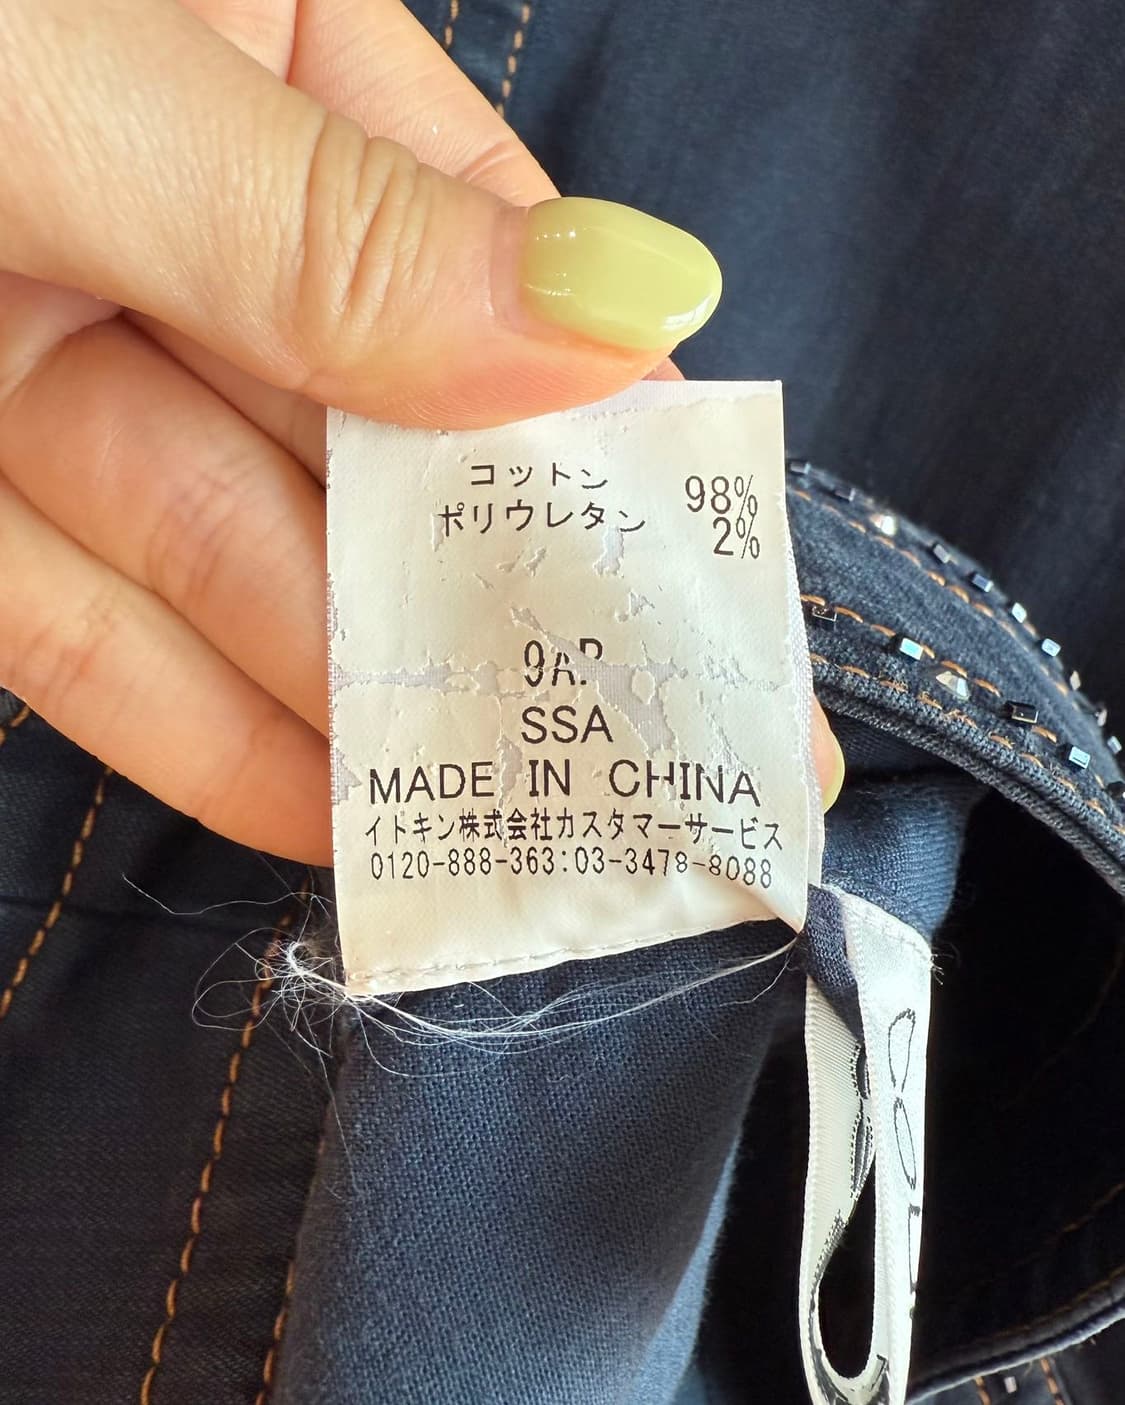 コットン 98%
ポリウレタン 2%
SSA
MADE IN CHINA
イトキン株式会社カスタマーサービス
0120-888-363:03-3478-8088